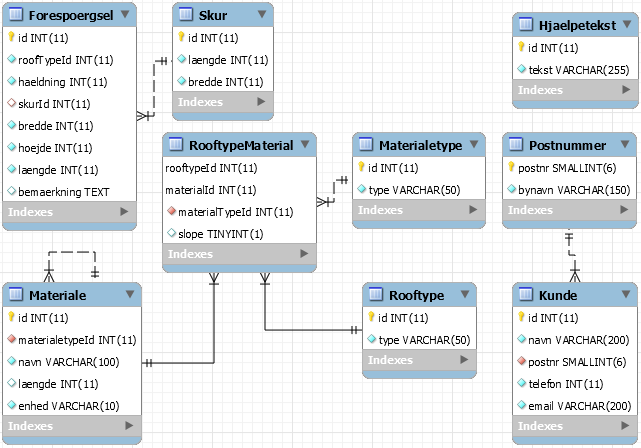 Forespoergsel
id INT(11)
roofTypeId INT(11)
haeldning INT(11)
skurId INT(11)
bredde INT(11)
hoejde INT(11)
laengde INT(11)
bemaerkning TEXT
Indexes
Skur
id INT(11)
laengde INT(11)
bredde INT(11)
Indexes
Hjaelpetekst
id INT(11)
tekst VARCHAR(255)
Indexes
RooftypeMaterial
rooftypeId INT(11)
materialId INT(11)
materialTypeId INT(11)
slope TINYINT(1)
Indexes
Materialetype
id INT(11)
type VARCHAR(50)
Indexes
Postnummer
postnr SMALLINT(6)
bynavn VARCHAR(150)
Indexes
Materiale
id INT(11)
materialetypeId INT(11)
navn VARCHAR(100)
laengde INT(11)
enhed VARCHAR(10)
Indexes
Rooftype
id INT(11)
type VARCHAR(50)
Indexes
Kunde
id INT(11)
navn VARCHAR(200)
postnr SMALLINT(6)
telefon INT(11)
email VARCHAR(200)
Indexes